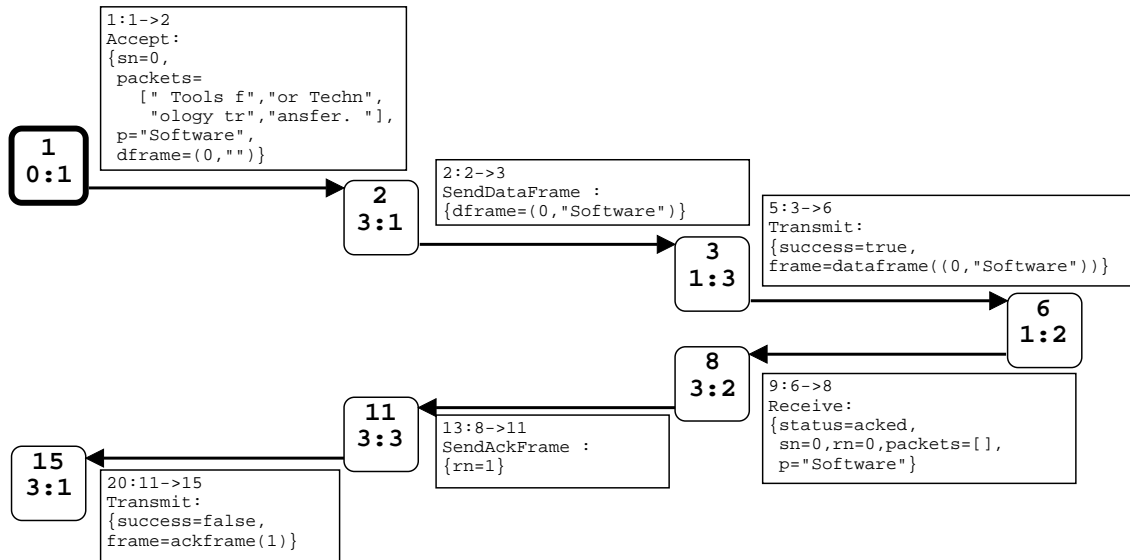 1:1->2
Accept:
{sn=0,
packets=
[" Tools f","or Techn",
"ology tr","ansfer. "],
p="Software",
dframe=(0,"")}
1
0:1
2
3:1
2:2->3
SendDataFrame :
{dframe=(0,"Software")}
3
1:3
5:3->6
Transmit:
{success=true,
frame=dataframe((0,"Software"))}
6
1:2
9:6->8
Receive:
{status=acked,
sn=0,rn=0,packets=[],
p="Software"}
8
3:2
13:8->11
SendAckFrame :
{rn=1}
11
3:3
20:11->15
Transmit:
{success=false,
frame=ackframe(1)}
15
3:1